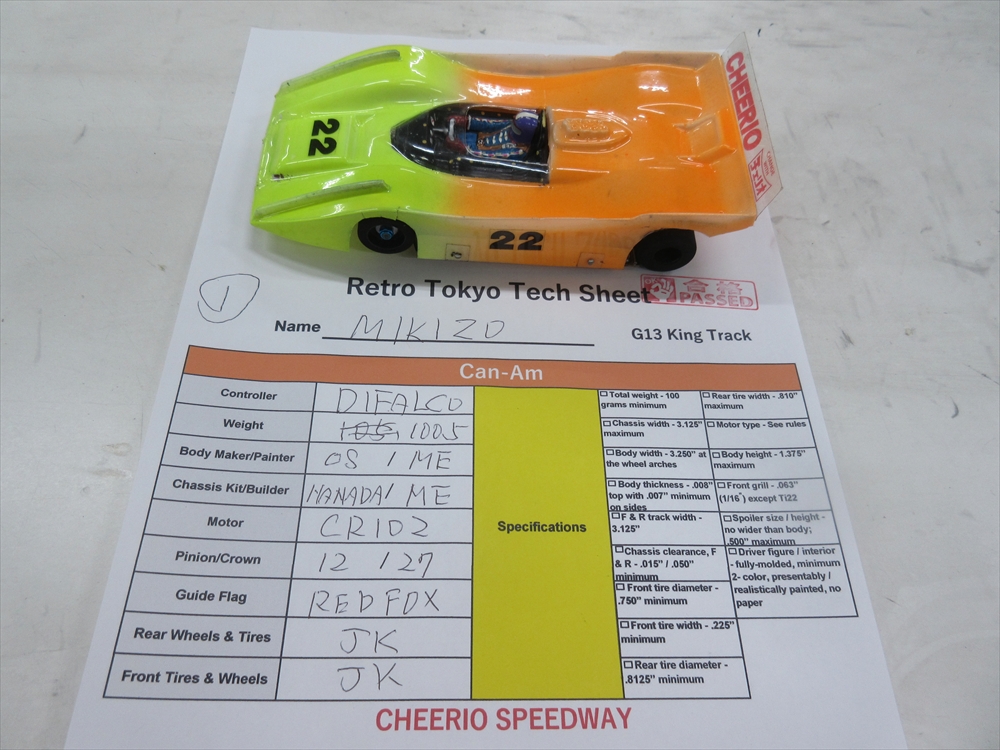 22
CHEERIO
22
Retro Tokyo Tech Sheet
合格
PASSED
1
Name MIKIZO
G13 King Track
Can-Am
Controller DIFALCO
Weight 105, 100.5
Body Maker/Painter OS / ME
Chassis Kit/Builder / ME
Motor CR102
Pinion/Crown 12 / 27
Guide Flag RED FOX
Rear Wheels & Tires JK
Front Tires & Wheels JK
Specifications
☐ Total weight - 100
grams minimum
☐ Chassis width - 3.125"
maximum
☐ Body width - 3.250" at
the wheel arches
☐ Body thickness - .008"
top with .007" minimum
on sides
☐ F & R track width -
3.125"
☐ Chassis clearance, F
& R - .015" / .050"
minimum
☐ Front tire diameter -
.750" minimum
☐ Front tire width - .225"
minimum
☐ Rear tire diameter -
.8125" minimum
☐ Rear tire width - .810"
maximum
☐ Motor type - See rules
☐ Body height - 1.375"
maximum
☐ Front grill - .063"
(1/16") except Ti22
☐ Spoiler size / height -
no wider than body;
.500" maximum
☐ Driver figure / interior
- fully-molded, minimum
2- color, presentably /
realistically painted, no
paper
CHEERIO SPEEDWAY